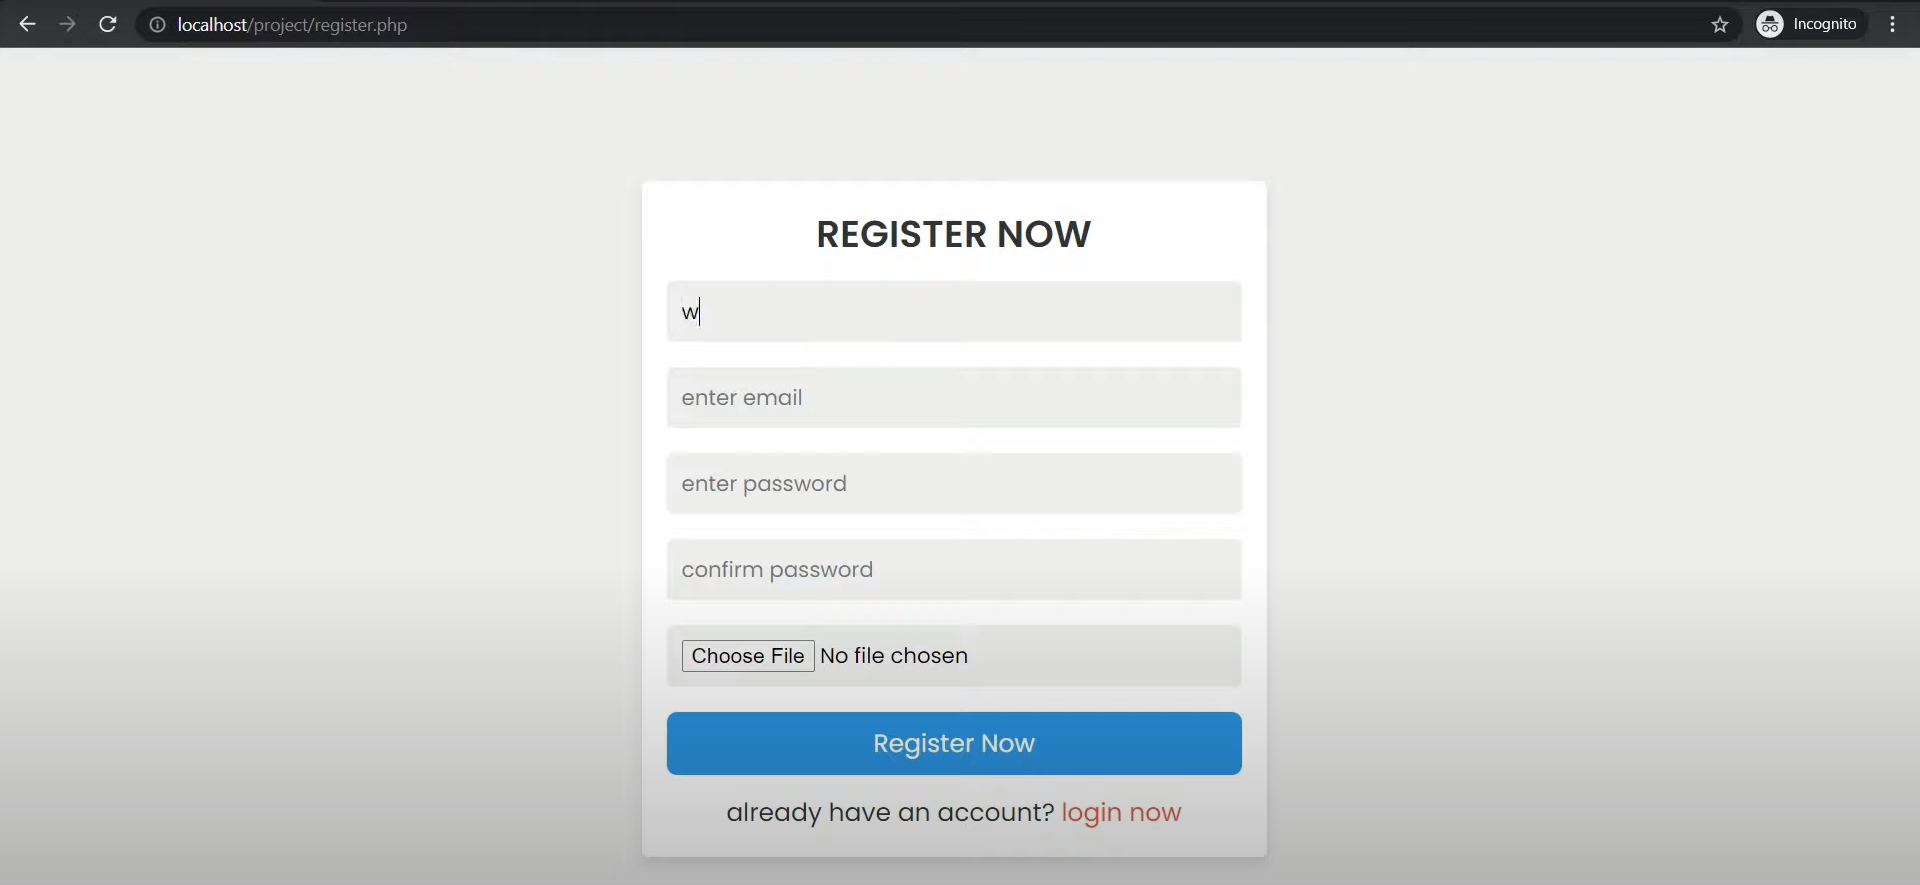 localhost/project/register.php
Incognito
REGISTER NOW
w
enter email
enter password
confirm password
Choose File No file chosen
Register Now
already have an account? login now